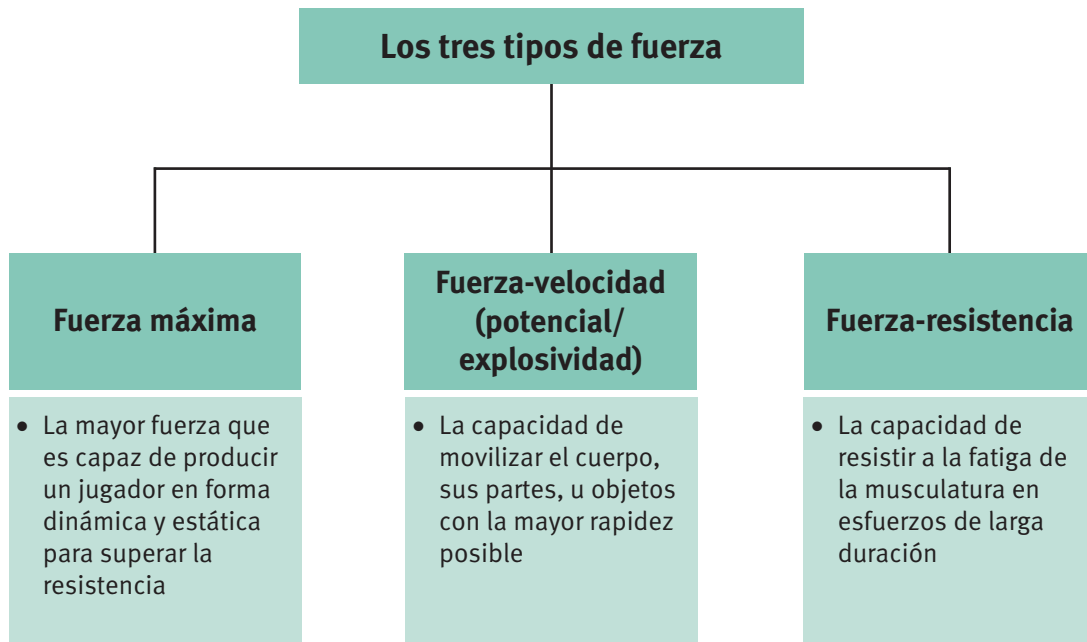 Los tres tipos de fuerza
Fuerza máxima
• La mayor fuerza que
es capaz de producir
un jugador en forma
dinámica y estática
para superar la
resistencia
Fuerza-velocidad
(potencial/
explosividad)
• La capacidad de
movilizar el cuerpo,
sus partes, u objetos
con la mayor rapidez
posible
Fuerza-resistencia
• La capacidad de
resistir a la fatiga de
la musculatura en
esfuerzos de larga
duración